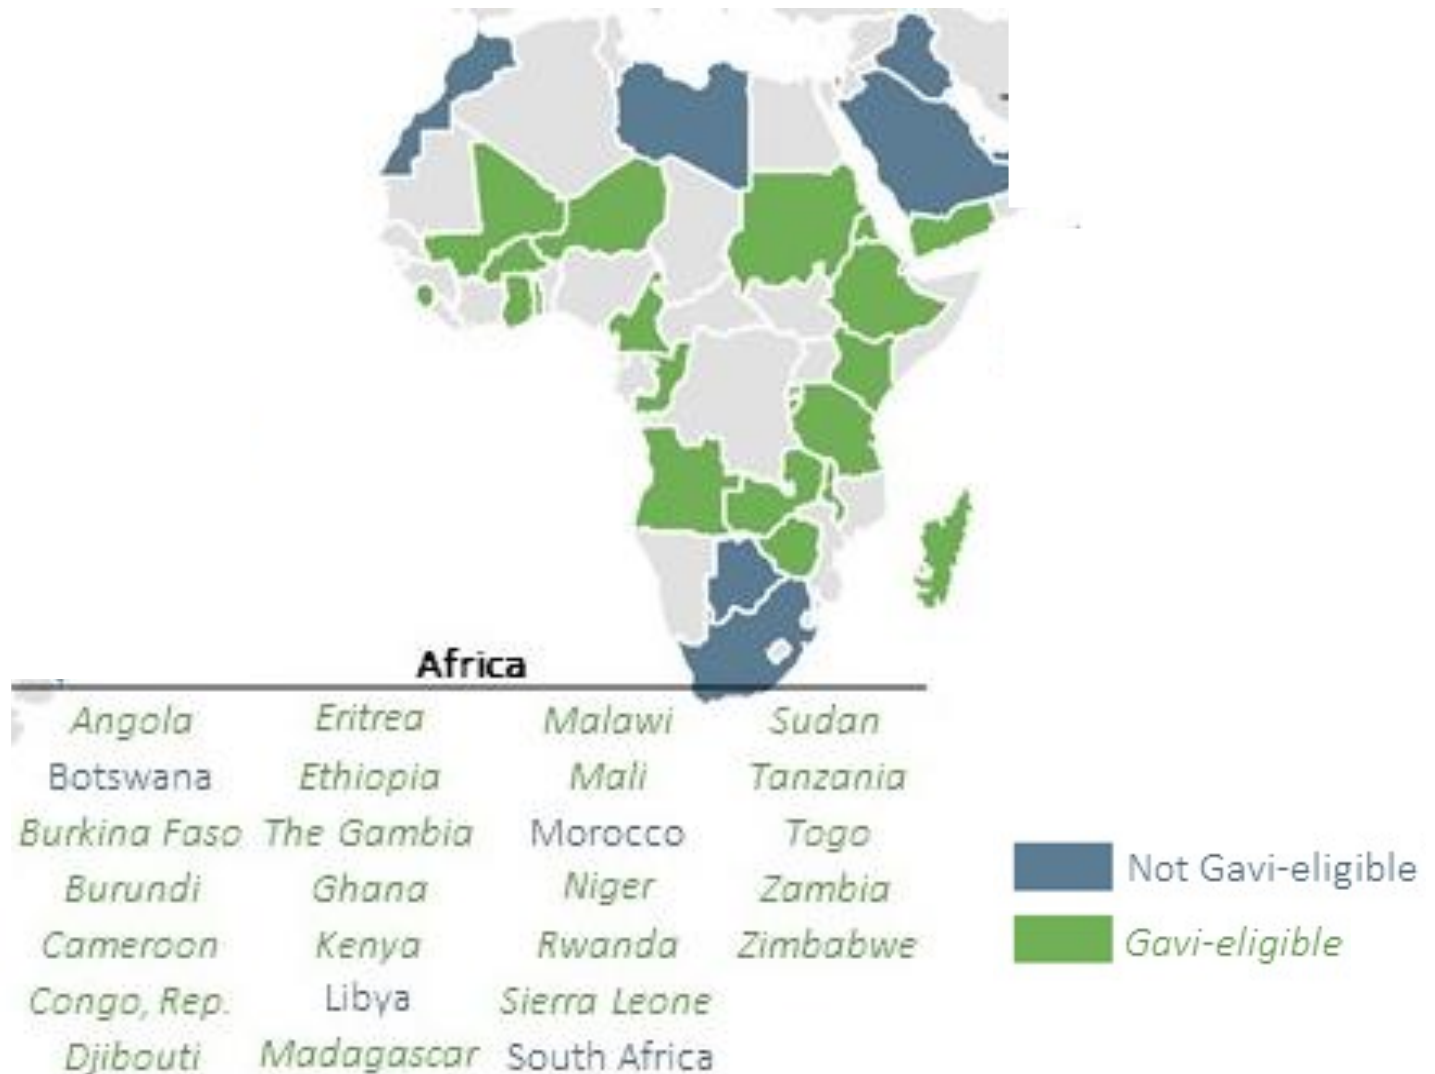 Africa
Angola Eritrea Malawi Sudan
Botswana Ethiopia Mali Tanzania
Burkina Faso The Gambia Morocco Togo
Burundi Ghana Niger Zambia
Cameroon Kenya Rwanda Zimbabwe
Congo, Rep. Libya Sierra Leone
Djibouti Madagascar South Africa
Not Gavi-eligible
Gavi-eligible